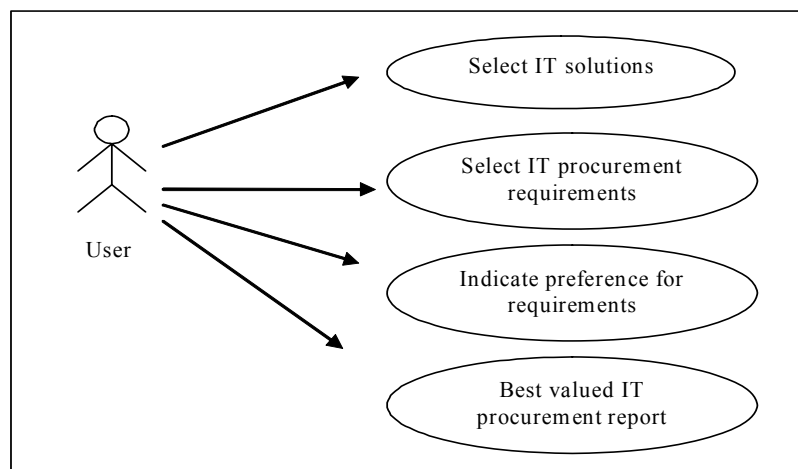 Select IT solutions
Select IT procurement
requirements
User
Indicate preference for
requirements
Best valued IT
procurement report